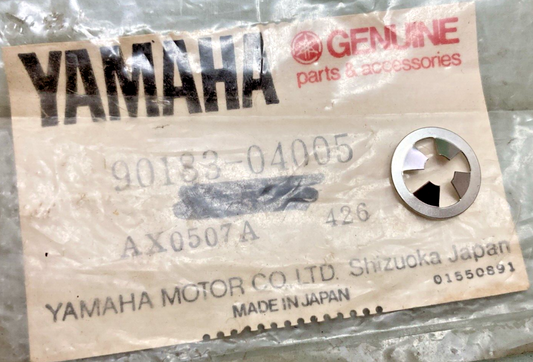 YAMAHA GENUINE
parts & accessories
90183-04005
AX0507A 426
YAMAHA MOTOR CO.LTD. Shizuoka Japan
MADE IN JAPAN 01550891